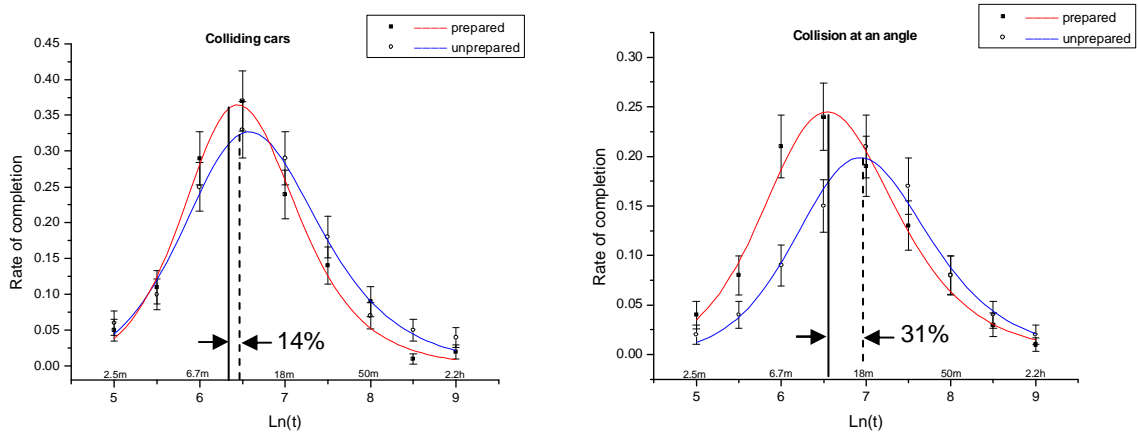 Colliding cars
prepared
unprepared
Rate of completion
0.45
0.40
0.35
0.30
0.25
0.20
0.15
0.10
0.05
0.00
14%
2.5m 6.7m 18m 50m 2.2h
5 6 7 8 9
Ln(t)
Collision at an angle
prepared
unprepared
Rate of completion
0.30
0.25
0.20
0.15
0.10
0.05
0.00
31%
2.5m 6.7m 18m 50m 2.2h
5 6 7 8 9
Ln(t)